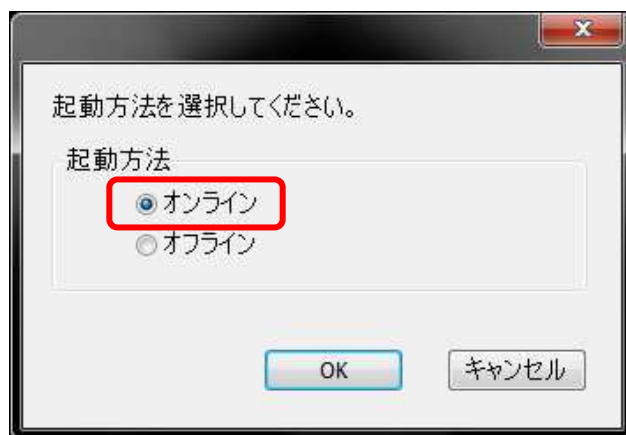 起動方法を選択してください。
起動方法
オンライン
オフライン
OK
キャンセル